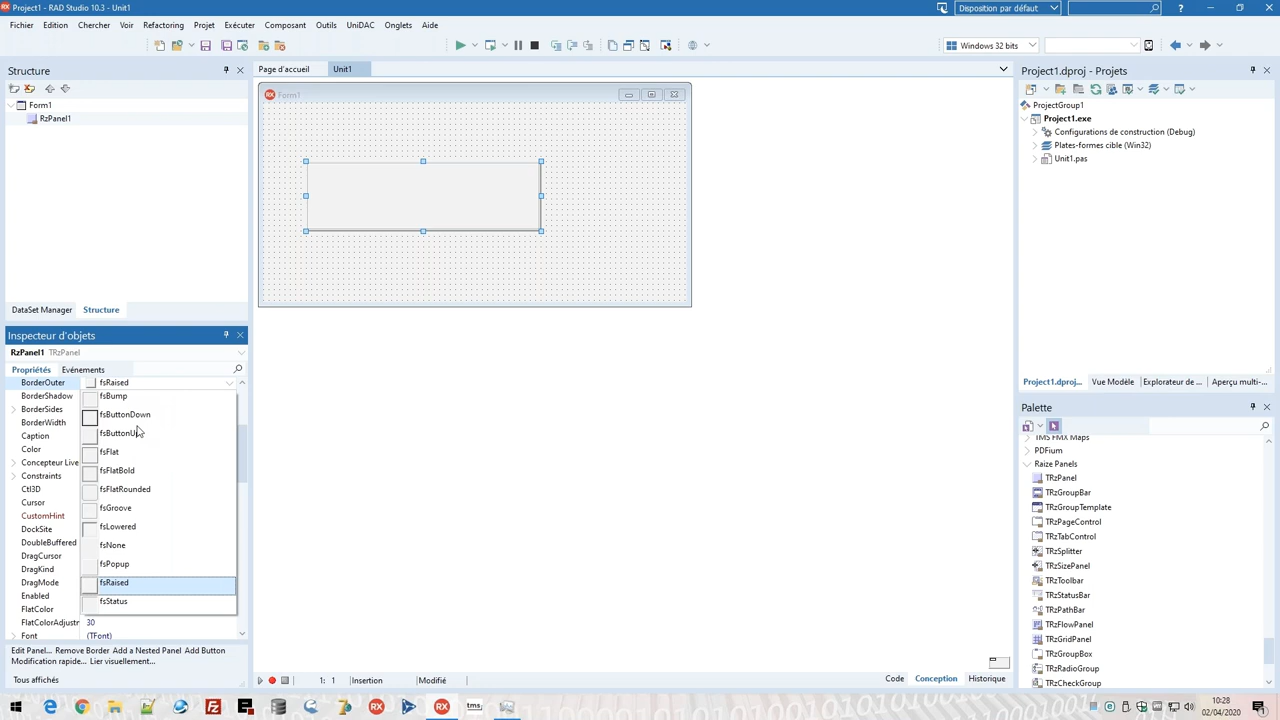 Project1 - RAD Studio 10.3 - Unit1
Disposition par défaut
Fichier Edition Chercher Voir Refactoring Projet Exécuter Composant Outils UniDAC Onglets Aide
Windows 32 bits
Structure
Form1
RzPanel1
DataSet Manager Structure
Page d'accueil Unit1
Form1
Inspecteur d'objets
RzPanel1 TRzPanel
Propriétés Evénements
BorderOuter fsRaised
BorderShadow
BorderSides
BorderWidth
Caption
Color
Concepteur Live
Constraints
Ctl3D
Cursor
CustomHint
DockSite
DoubleBuffered
DragCursor
DragKind
DragMode
Enabled
FlatColor
FlatColorAdjustr 30
Font (TFont)
fsBump
fsButtonDown
fsButtonUp
fsFlat
fsFlatBold
fsFlatRounded
fsGroove
fsLowered
fsNone
fsPopup
fsRaised
fsStatus
Edit Panel... Remove Border Add a Nested Panel Add Button
Modification rapide... Lier visuellement...
Tous affichés
1: 1 Insertion Modifié
Code Conception Historique
Project1.dproj - Projets
ProjectGroup1
Project1.exe
Configurations de construction (Debug)
Plates-formes cible (Win32)
Unit1.pas
Project1.dproj... Vue Modèle Explorateur de ... Aperçu multi-...
Palette
TMS FMX Maps
PDFium
Raize Panels
TRzPanel
TRzGroupBar
TRzGroupTemplate
TRzPageControl
TRzTabControl
TRzSplitter
TRzSizePanel
TRzToolbar
TRzStatusBar
TRzPathBar
TRzFlowPanel
TRzGridPanel
TRzGroupBox
TRzRadioGroup
TRzCheckGroup
tms
10:28
02/04/2020